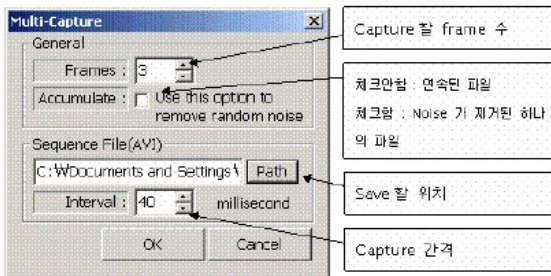 Multi-Capture
General
Frames : 3
Accumulate : Use this option to
remove random noise
Sequence File(AVI)
C:₩Documents and Settings₩ Path
Interval : 40 millisecond
OK Cancel
Capture 할 frame 수
체크안함 : 연속된 파일
체크함 : Noise 가 제거된 하나
의 파일
Save 할 위치
Capture 간격